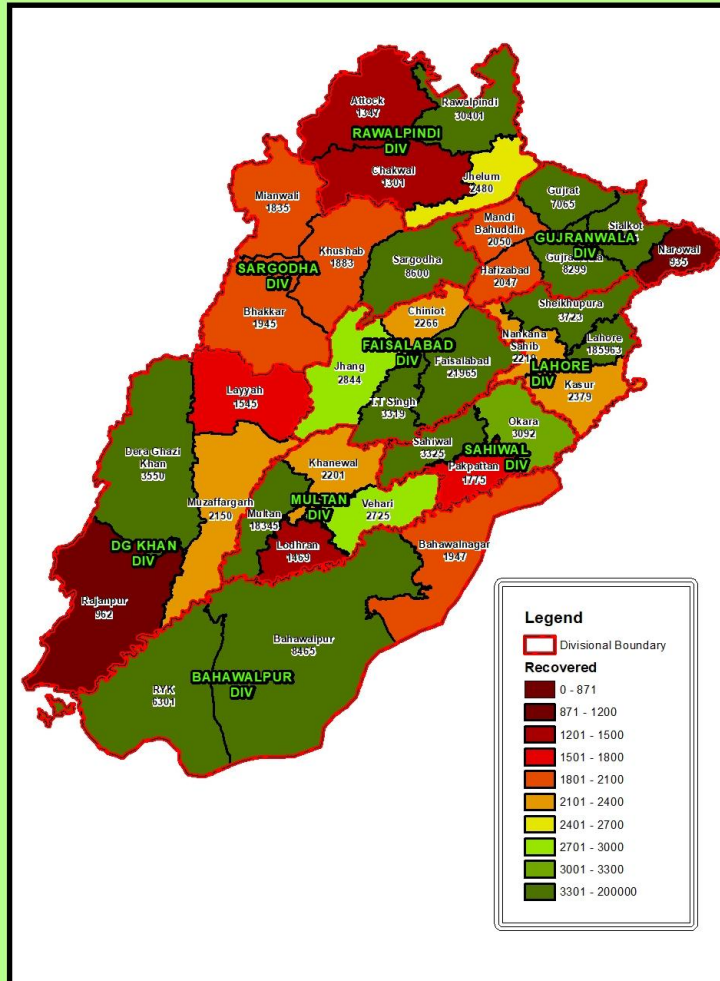 Attock
1347
Rawalpindi
30401
RAWALPINDI
DIV
Chakwal
1301
Jhelum
2480
Mianwali
1835
Gujrat
7065
Mandi
Bahuddin
2050
Sialkot
GUJRANWALA
DIV
Narowal
935
Khushab
1883
Sargodha
8600
Hafizabad
2047
8299
SARGODHA
DIV
Bhakkar
1945
Chiniot
2266
Sheikhupura
3723
Lahore
185963
FAISALABAD
DIV
Nankana
Sahib
Jhang
2844
Faisalabad
21965
LAHORE
DIV
Kasur
2379
Layyah
1545
T.T Singh
3319
Okara
3092
Dera Ghazi
Khan
3550
Sahiwal
3325
SAHIWAL
DIV
Khanewal
2201
Pakpattan
1775
Muzaffargarh
2150
Multan
18345
MULTAN
DIV
Vehari
2725
Lodhran
1469
Bahawalnagar
1947
DG KHAN
DIV
Rajanpur
962
Bahawalpur
8465
BAHAWALPUR
DIV
RYK
6301
Legend
Divisional Boundary
Recovered
0 - 871
871 - 1200
1201 - 1500
1501 - 1800
1801 - 2100
2101 - 2400
2401 - 2700
2701 - 3000
3001 - 3300
3301 - 200000